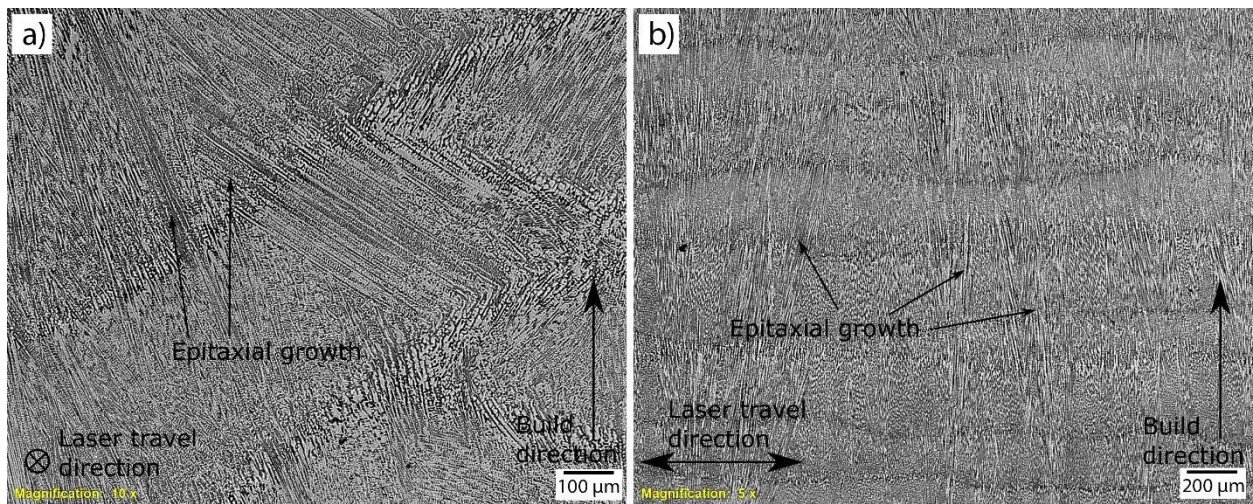 a)
Epitaxial growth
Laser travel
direction
Build
direction
Magnification: 10 x
100 µm
b)
Epitaxial growth
Laser travel
direction
Build
direction
Magnification: 5 x
200 µm